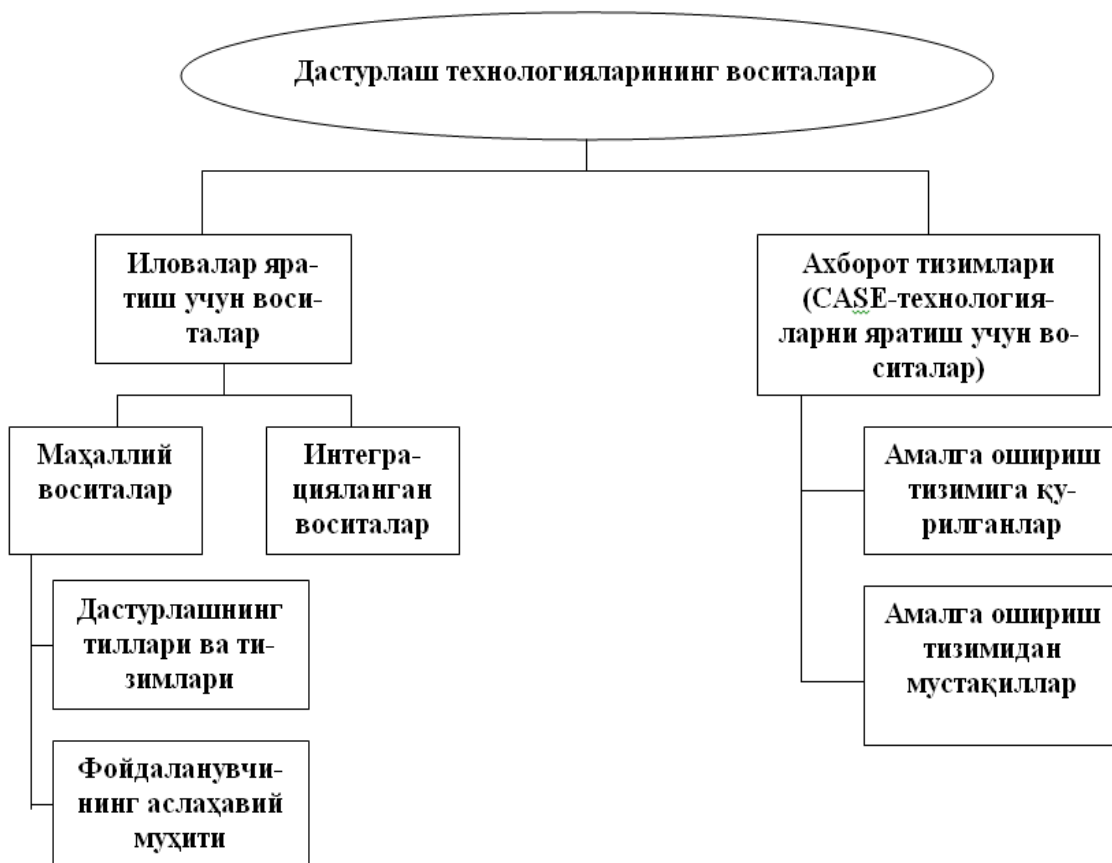 Дастурлаш технологияларининг воситалари
Иловалар яра-
тиш учун воси-
талар
Ахборот тизимлари
(CASE-технология-
ларни яратиш учун во-
ситалар)
Маҳаллий
воситалар
Интегра-
цияланган
воситалар
Амалга ошириш
тизимига қу-
рилганлар
Дастурлашнинг
тиллари ва ти-
зимлари
Амалга ошириш
тизимидан
мустақиллар
Фойдаланувчи-
нинг аслаҳавий
муҳити